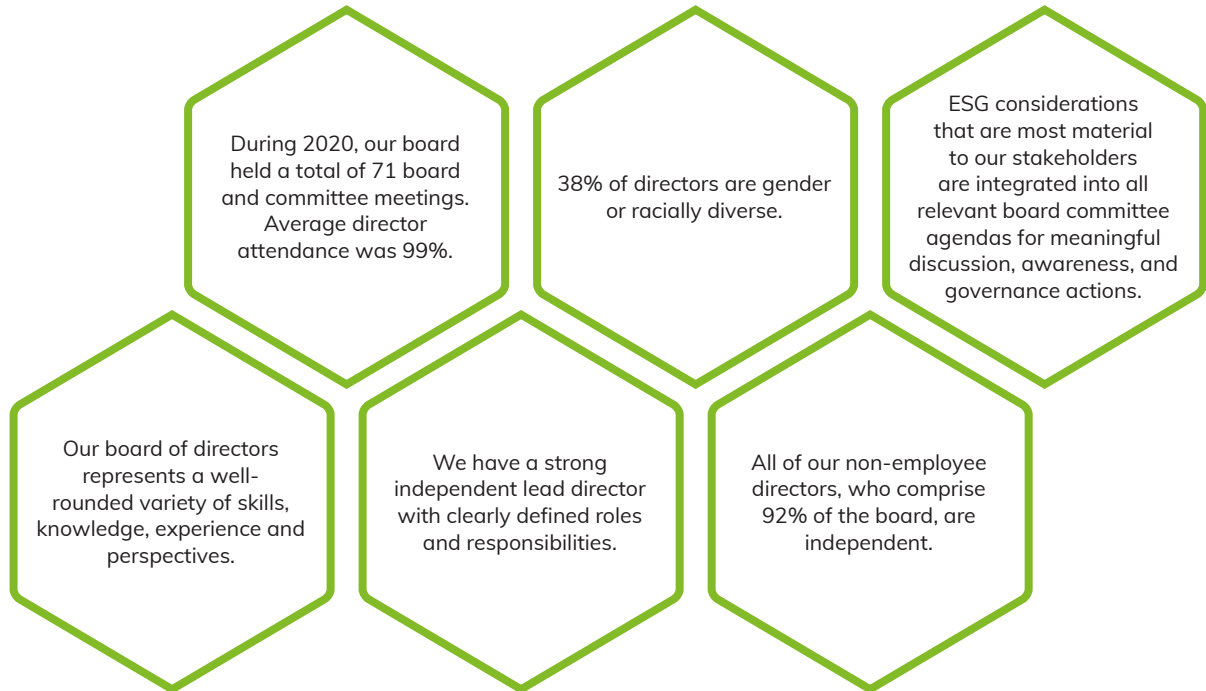 During 2020, our board
held a total of 71 board
and committee meetings.
Average director
attendance was 99%.
38% of directors are gender
or racially diverse.
ESG considerations
that are most material
to our stakeholders
are integrated into all
relevant board committee
agendas for meaningful
discussion, awareness, and
governance actions.
Our board of directors
represents a well-
rounded variety of skills,
knowledge, experience and
perspectives.
We have a strong
independent lead director
with clearly defined roles
and responsibilities.
All of our non-employee
directors, who comprise
92% of the board, are
independent.